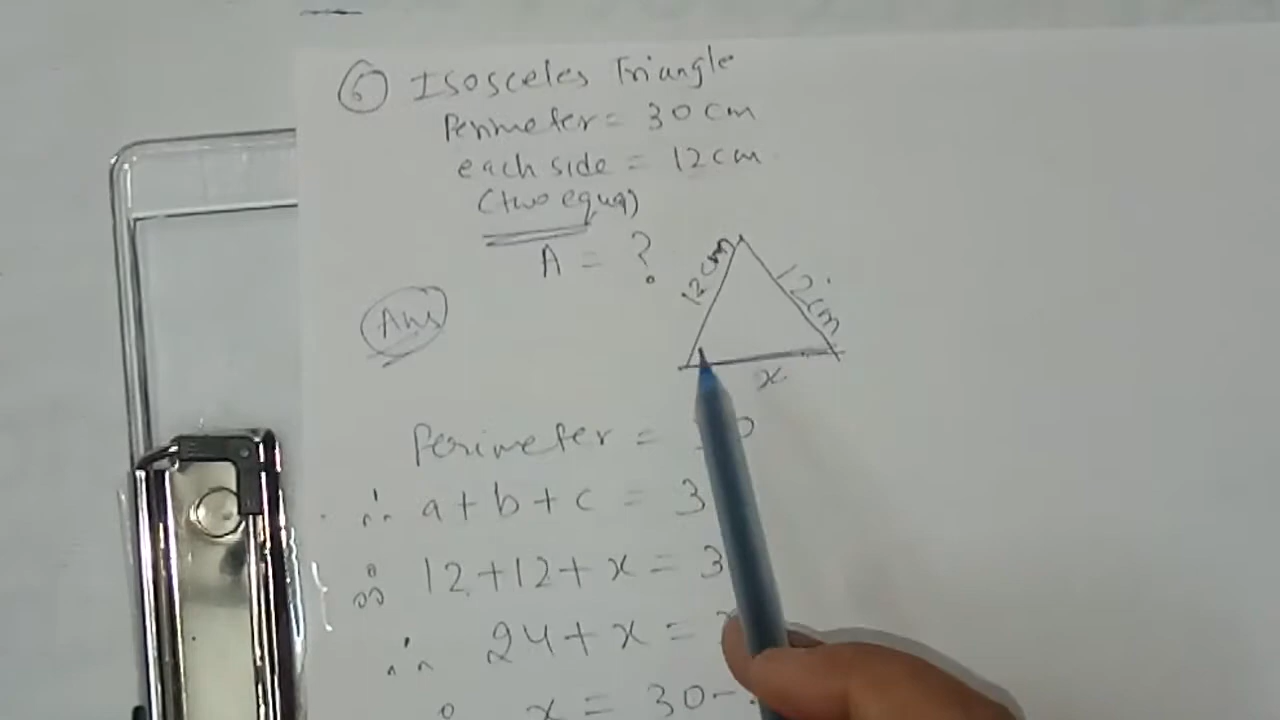 6 Isosceles Triangle
Perimeter = 30 cm
each side = 12 cm
(two equal)
A = ?
12 cm
12 cm
Ans
x
Perimeter =
∴ a + b + c = 3
∴ 12 + 12 + x = 3
∴ 24 + x =
x = 30 -